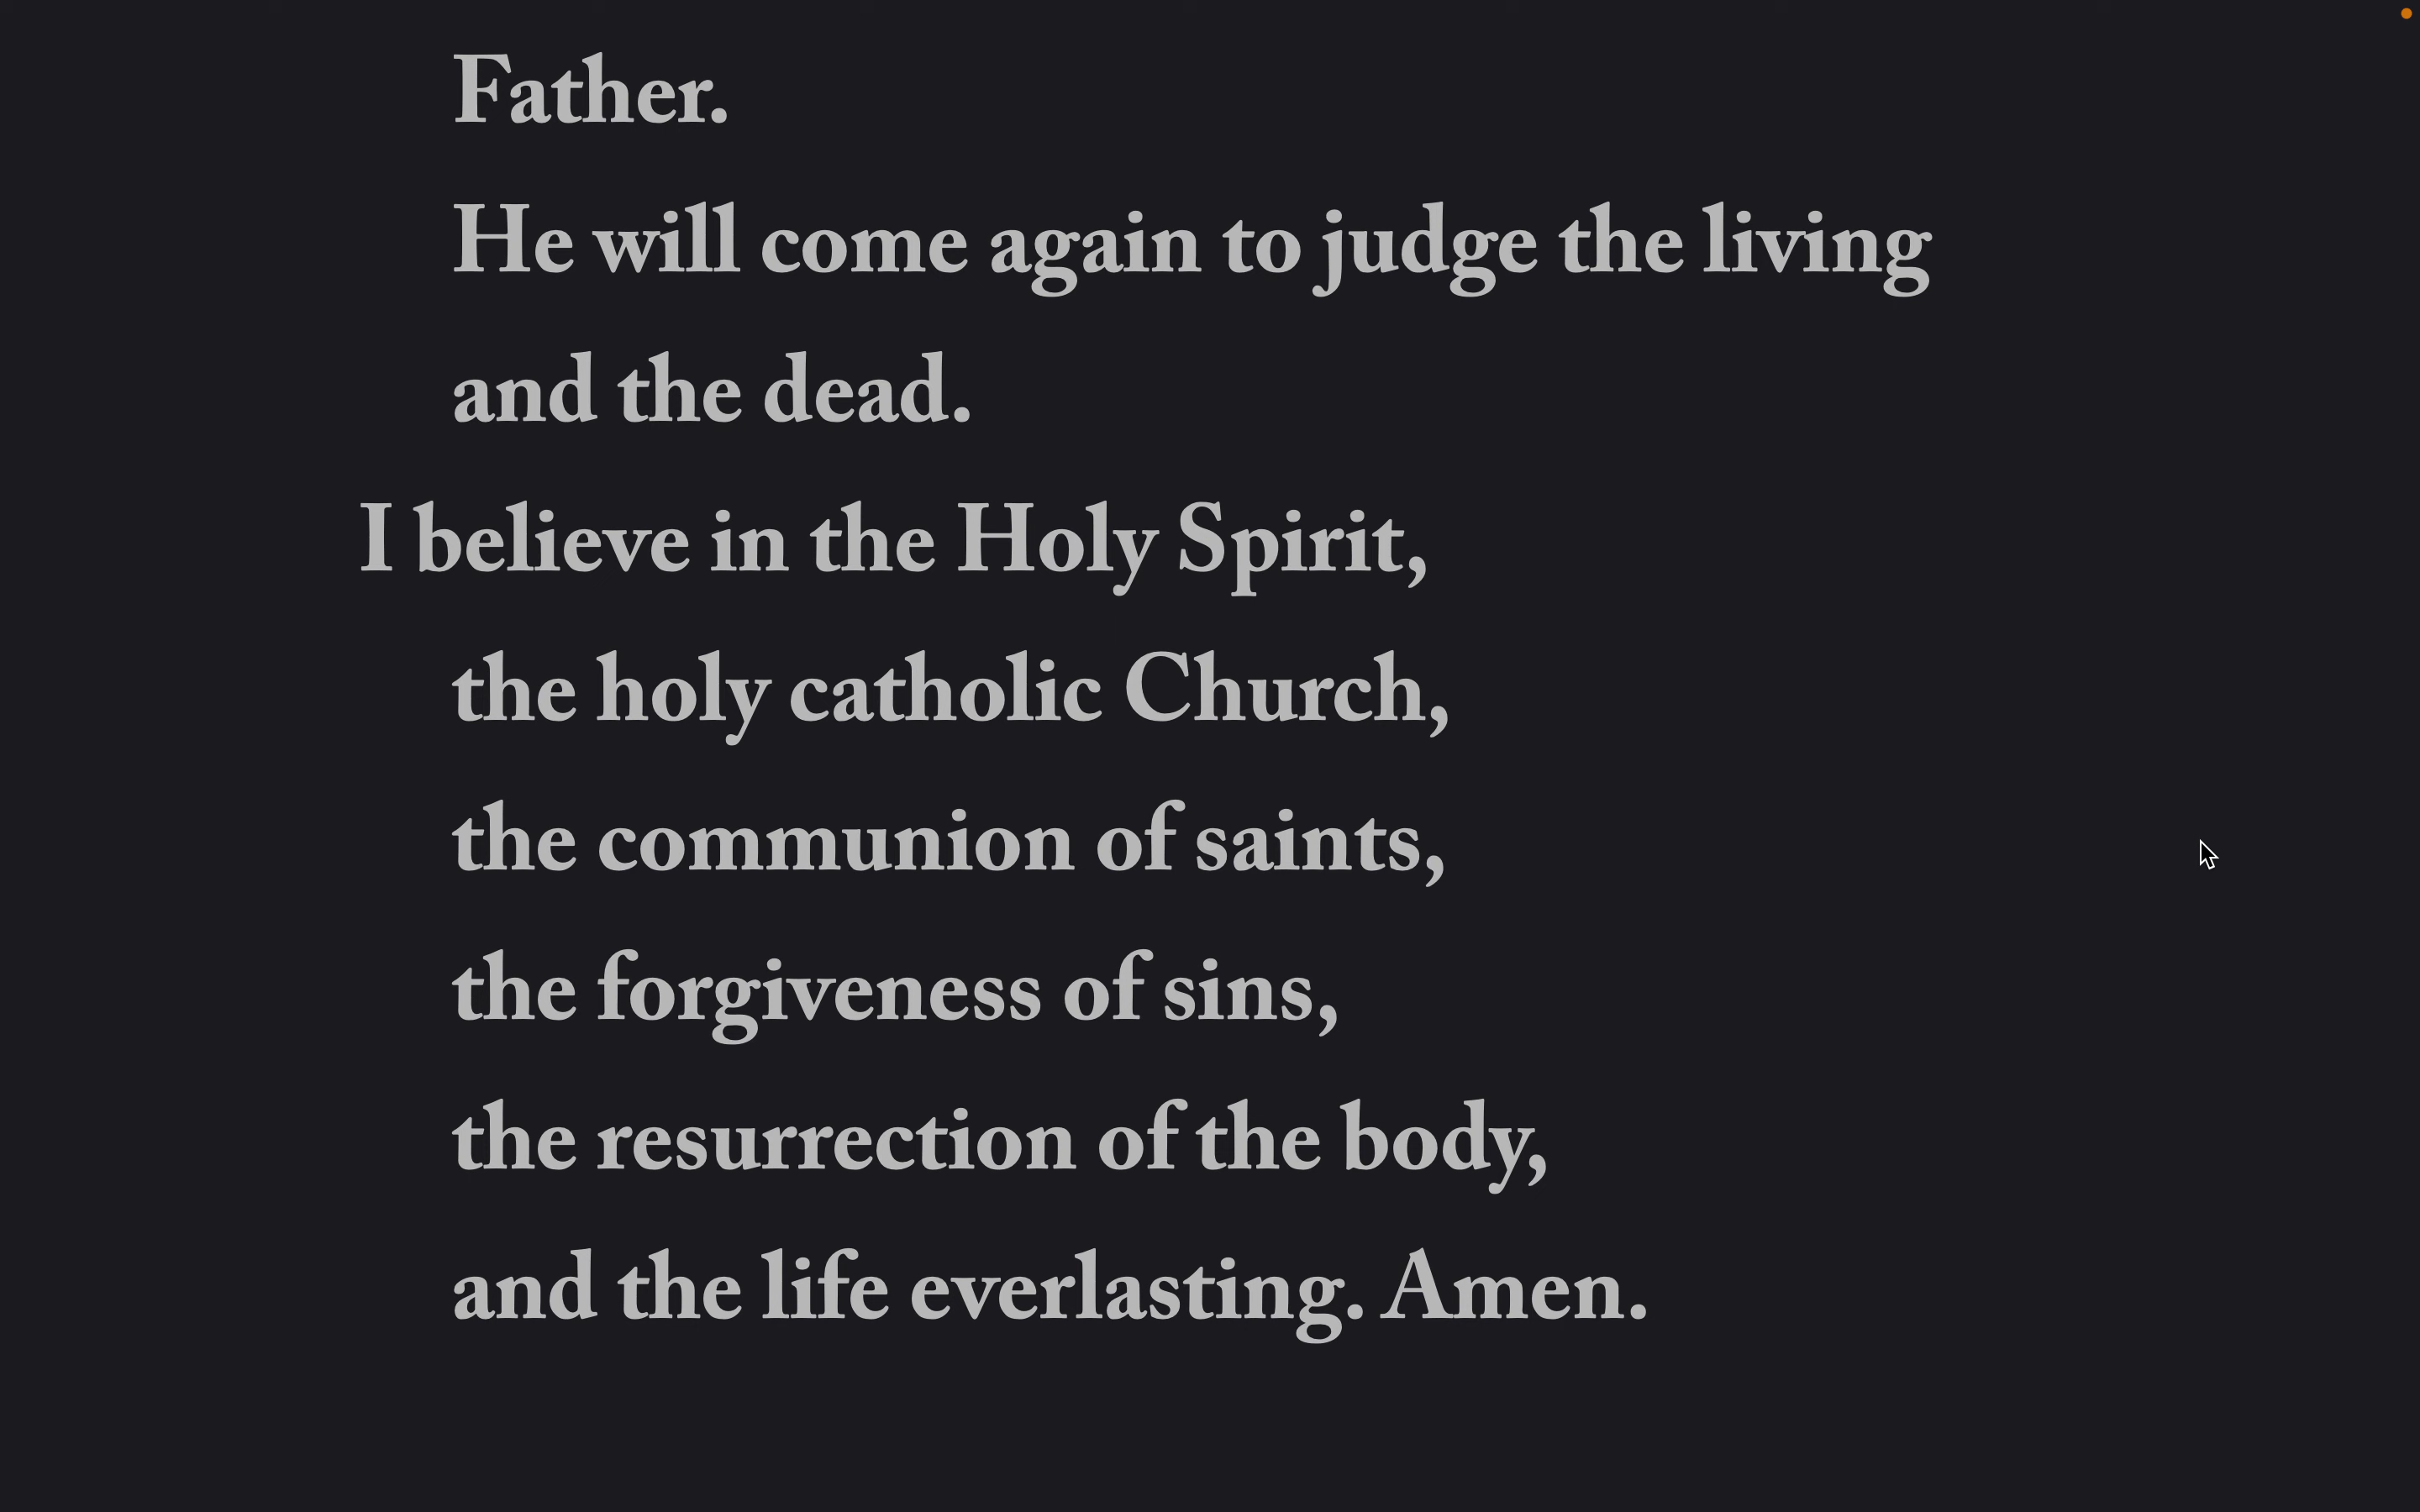 Father.
He will come again to judge the living
and the dead.
I believe in the Holy Spirit,
the holy catholic Church,
the communion of saints,
the forgiveness of sins,
the resurrection of the body,
and the life everlasting. Amen.